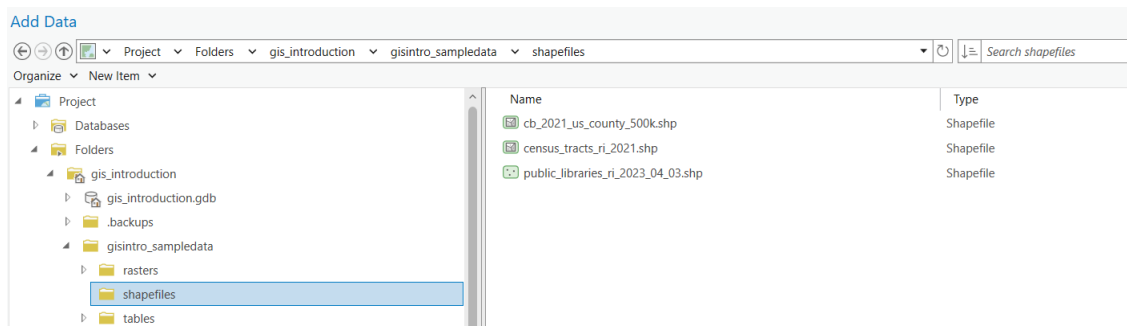 Add Data
Project Folders gis_introduction gisintro_sampledata shapefiles Search shapefiles
Organize New Item
Project
Databases
Folders
gis_introduction
gis_introduction.gdb
.backups
gisintro_sampledata
rasters
shapefiles
tables
Name Type
cb_2021_us_county_500k.shp Shapefile
census_tracts_ri_2021.shp Shapefile
public_libraries_ri_2023_04_03.shp Shapefile